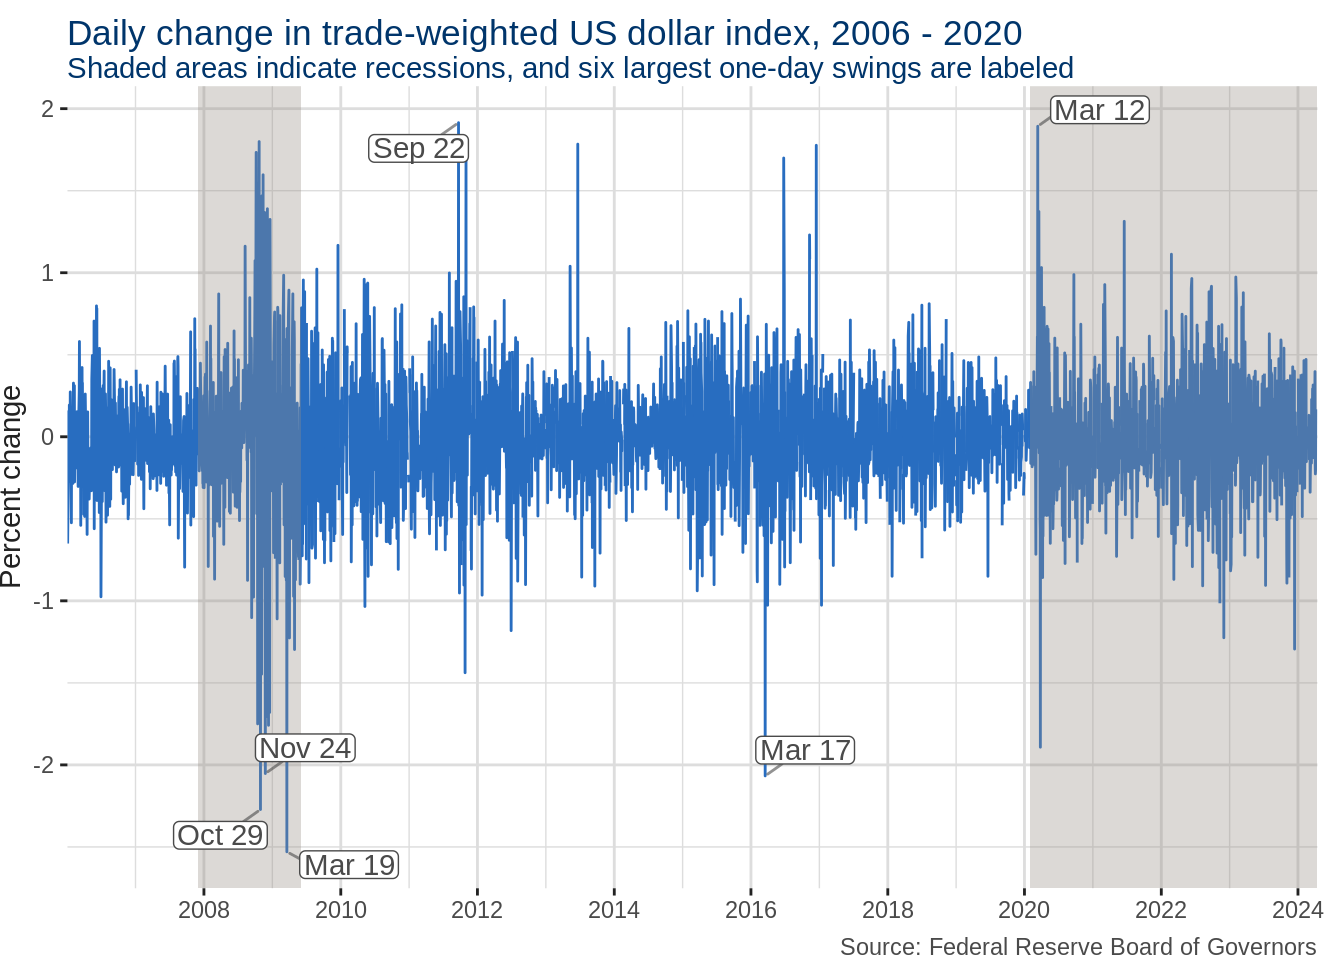 Daily change in trade-weighted US dollar index, 2006 - 2020
Shaded areas indicate recessions, and six largest one-day swings are labeled
Percent change
2
1
0
-1
-2
Sep 22
Mar 12
Nov 24
Mar 17
Oct 29
Mar 19
2008
2010
2012
2014
2016
2018
2020
2022
2024
Source: Federal Reserve Board of Governors